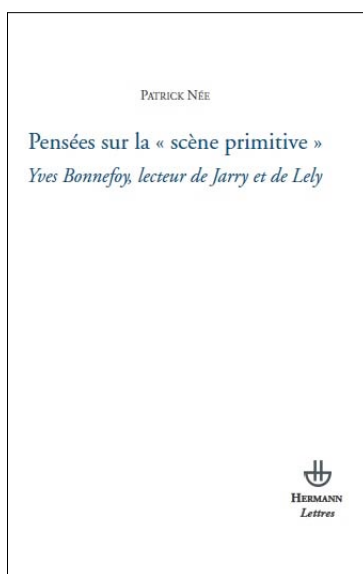 PATRICK NÉE
Pensées sur la « scène primitive »
Yves Bonnefoy, lecteur de Jarry et de Lely
HERMANN
Lettres